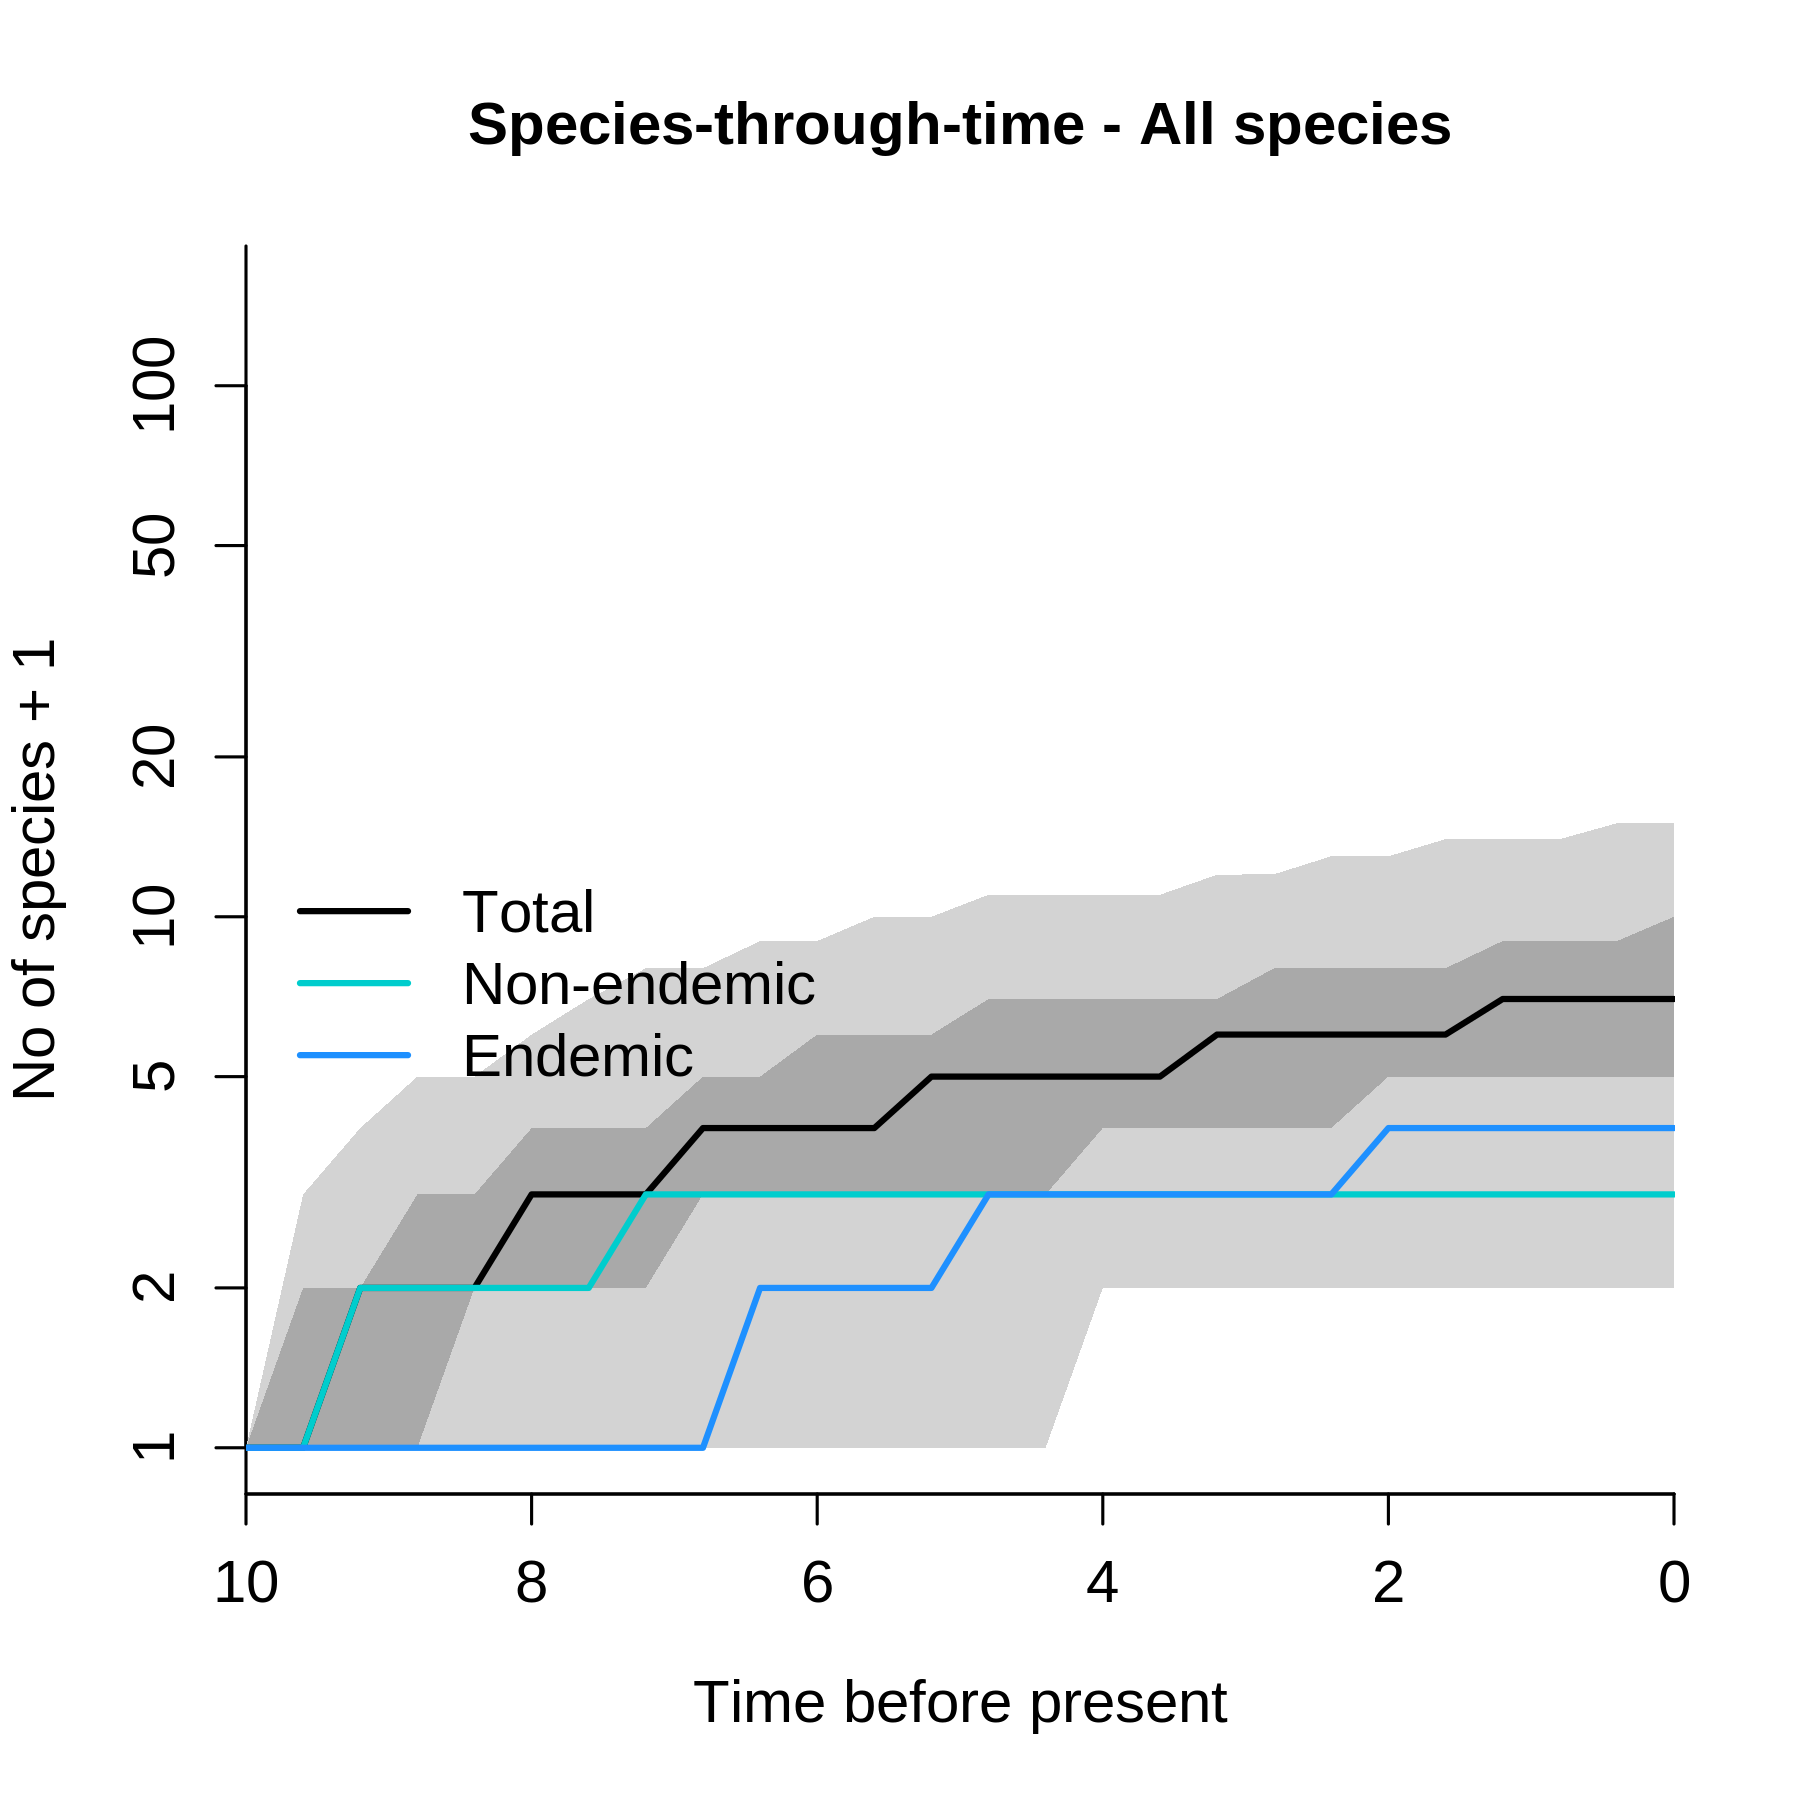 Species-through-time - All species
No of species + 1
100
50
20
10
5
2
1
Total
Non-endemic
Endemic
10 8 6 4 2 0
Time before present